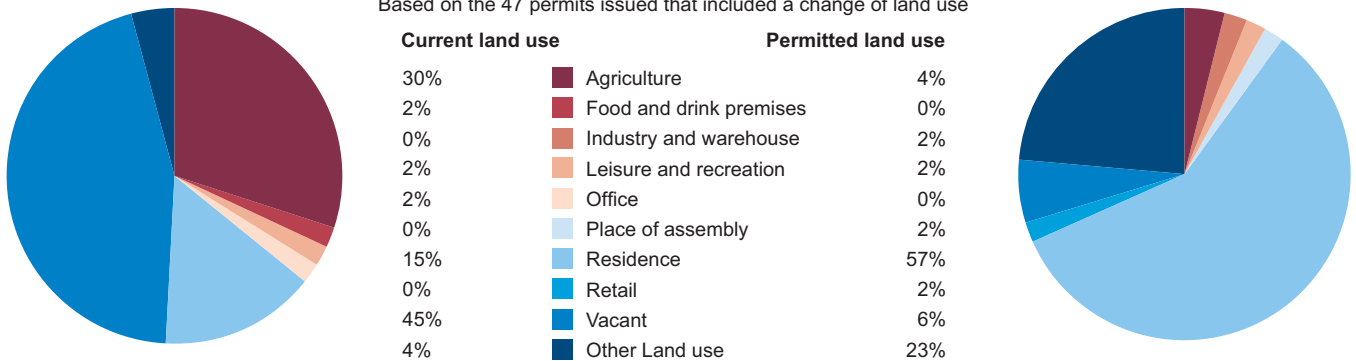 Based on the 47 permits issued that included a change of land use
Current land use Permitted land use
30% Agriculture 4%
2% Food and drink premises 0%
0% Industry and warehouse 2%
2% Leisure and recreation 2%
2% Office 0%
0% Place of assembly 2%
15% Residence 57%
0% Retail 2%
45% Vacant 6%
4% Other Land use 23%